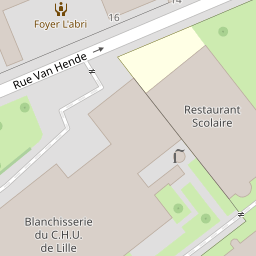 14
16
Foyer L'abri
Rue Van Hende
Restaurant
Scolaire
Blanchisserie
du C.H.U.
de Lille